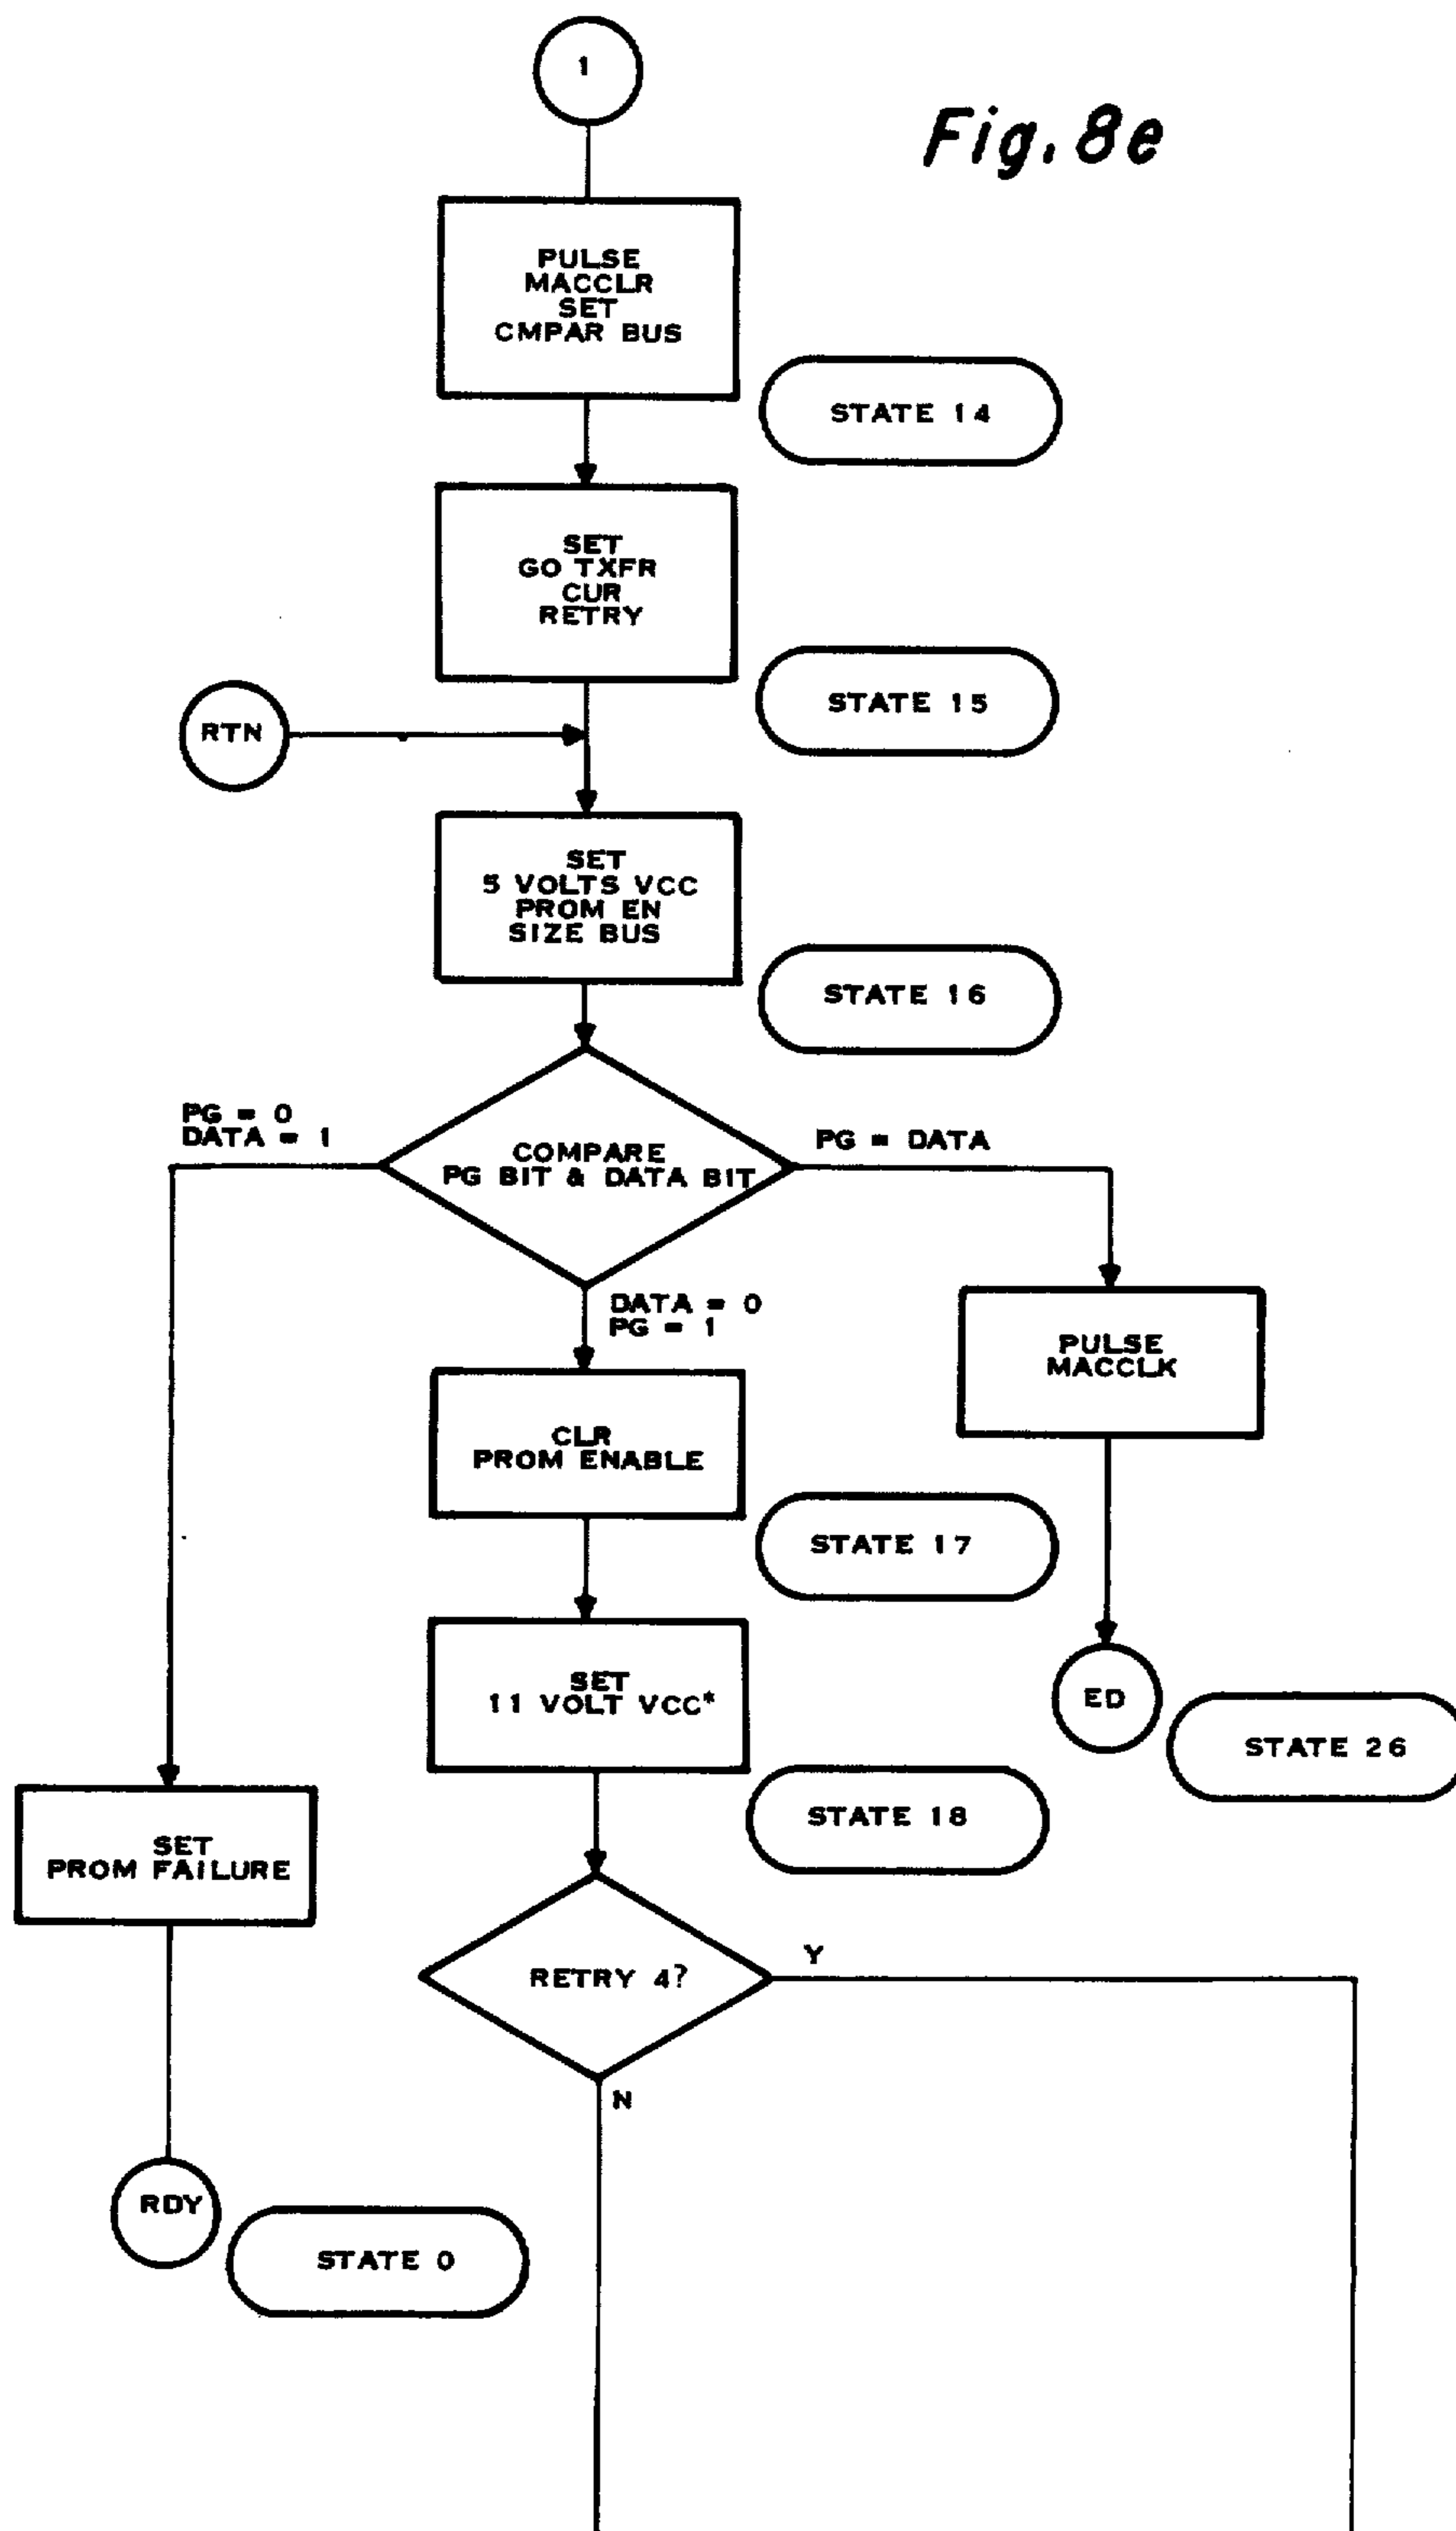 1
Fig. 8e
PULSE
MACCLR
SET
CMPAR BUS
STATE 14
SET
GO TXFR
CUR
RETRY
STATE 15
RTN
SET
5 VOLTS VCC
PROM EN
SIZE BUS
STATE 16
PG = 0
DATA = 1
COMPARE
PG BIT & DATA BIT
PG = DATA
DATA = 0
PG = 1
PULSE
MACCLK
CLR
PROM ENABLE
STATE 17
SET
11 VOLT VCC*
ED
STATE 26
STATE 18
SET
PROM FAILURE
RETRY 4?
Y
N
RDY
STATE 0